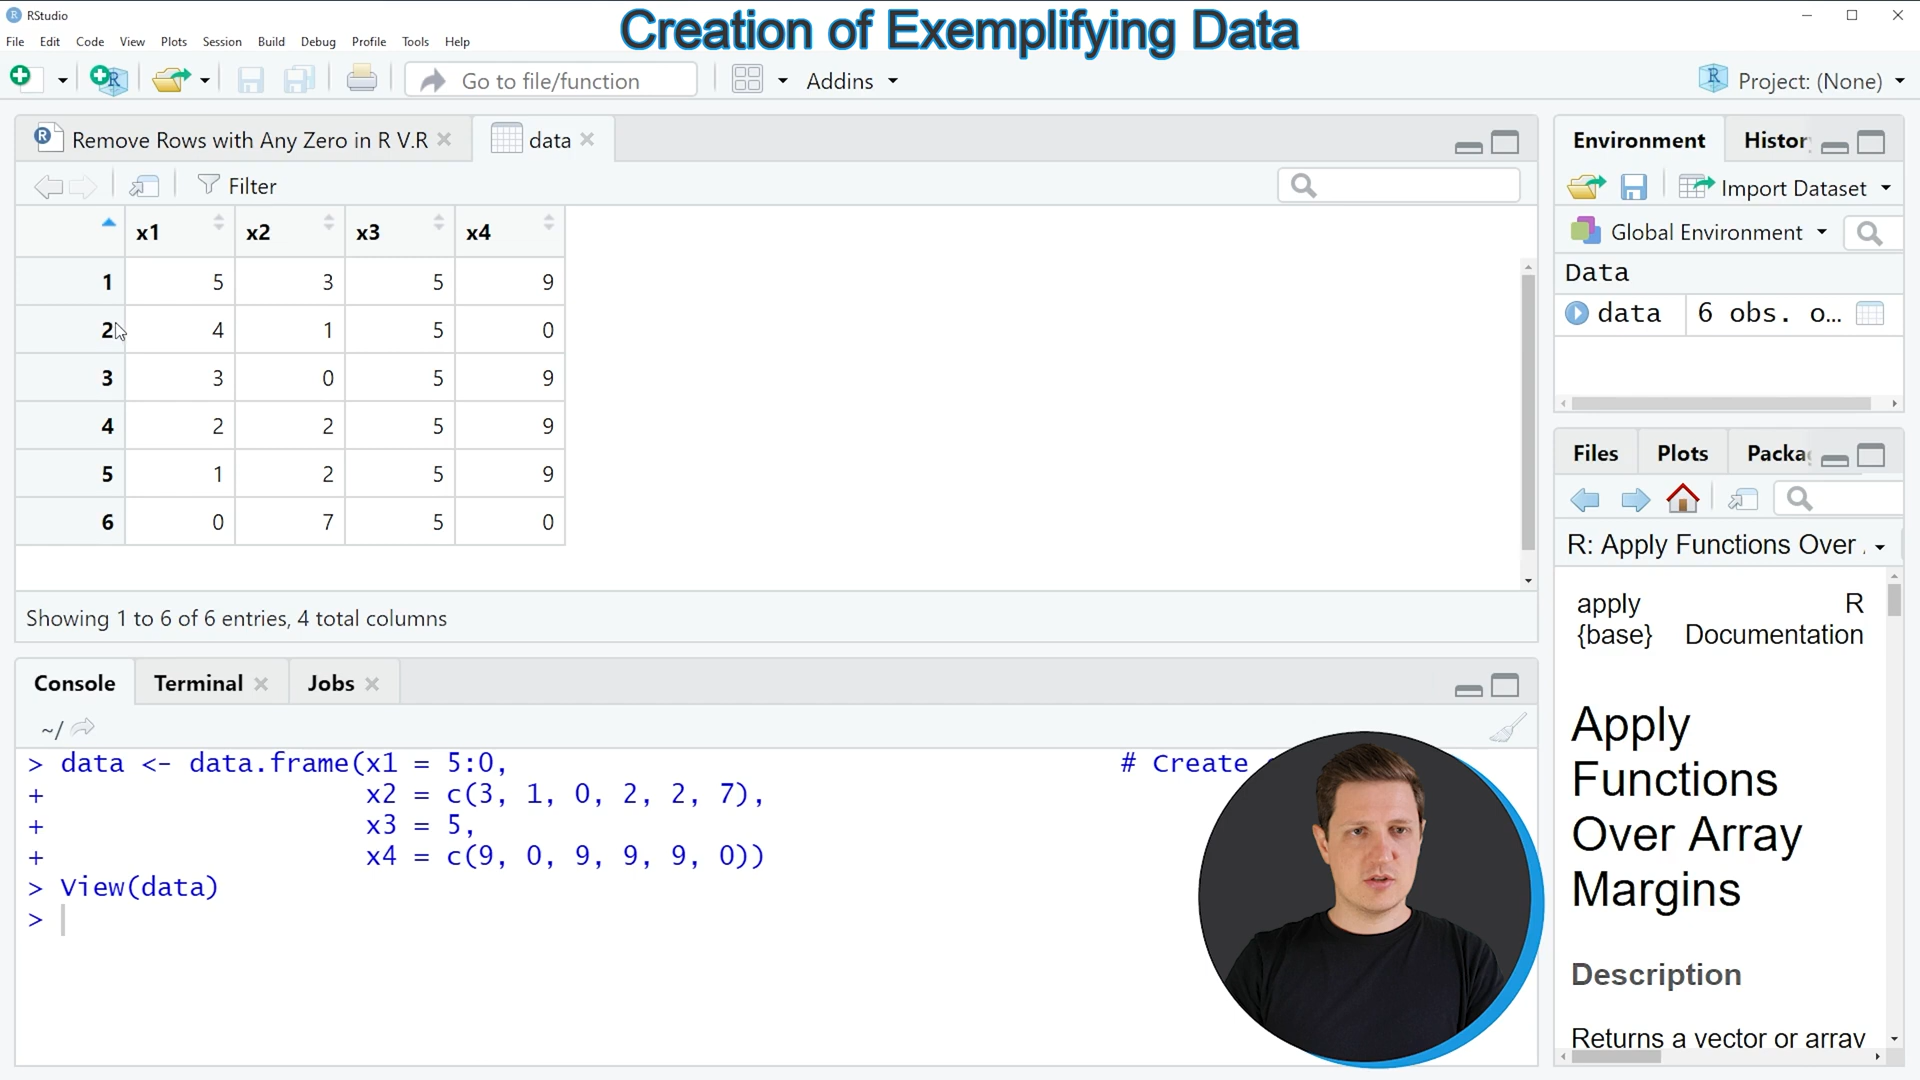 RStudio
Creation of Exemplifying Data
File Edit Code View Plots Session Build Debug Profile Tools Help
Go to file/function
Addins
Project: (None)
Remove Rows with Any Zero in R V.R
data
Filter
x1 x2 x3 x4
1 5 3 5 9
2 4 1 5 0
3 3 0 5 9
4 2 2 5 9
5 1 2 5 9
6 0 7 5 0
Showing 1 to 6 of 6 entries, 4 total columns
Console Terminal Jobs
~/
> data <- data.frame(x1 = 5:0, # Create
+ x2 = c(3, 1, 0, 2, 2, 7),
+ x3 = 5,
+ x4 = c(9, 0, 9, 9, 9, 0))
> View(data)
>
Environment Histor
Import Dataset
Global Environment
Data
data 6 obs. o...
Files Plots Packa
R: Apply Functions Over
apply R
{base} Documentation
Apply
Functions
Over Array
Margins
Description
Returns a vector or array